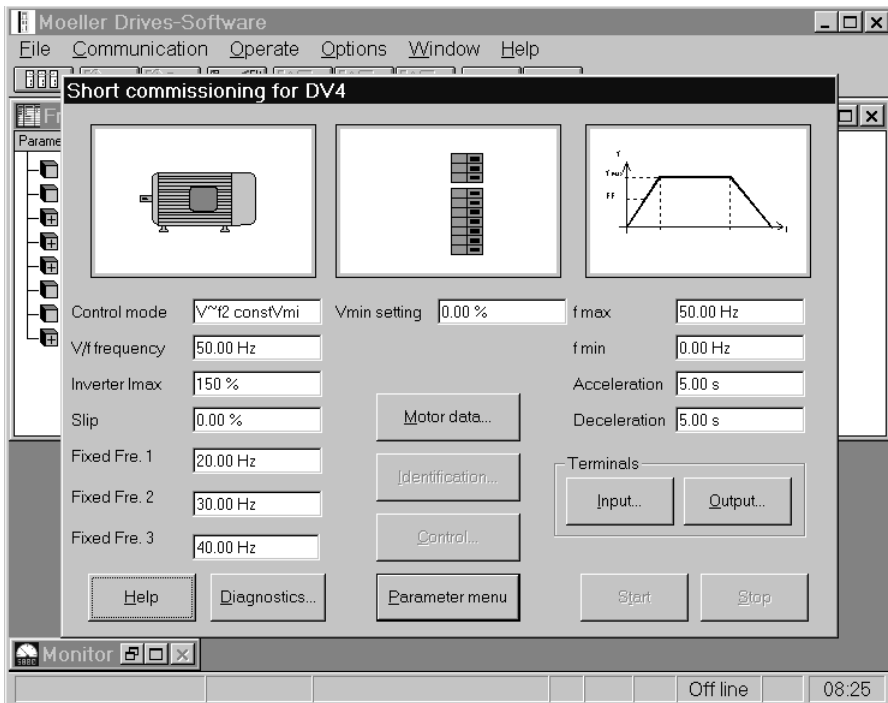 Moeller Drives-Software
File Communication Operate Options Window Help
Short commissioning for DV4
Fr
Parame
f
f max
FF
t
Control mode V~f2 constVmi Vmin setting 0.00 % f max 50.00 Hz
V/f frequency 50.00 Hz f min 0.00 Hz
Inverter Imax 150 % Acceleration 5.00 s
Slip 0.00 % Motor data... Deceleration 5.00 s
Fixed Fre. 1 20.00 Hz Identification... Terminals
Fixed Fre. 2 30.00 Hz Input... Output...
Fixed Fre. 3 40.00 Hz Control...
Help Diagnostics... Parameter menu Start Stop
Monitor
Off line 08:25